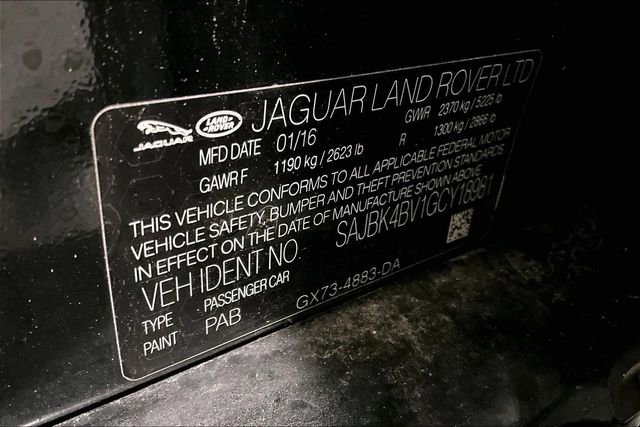 JAGUAR LAND ROVER JAGUAR LAND ROVER LTD
MFD DATE 01/16 GWR 2370 kg / 5225 lb
GAWR F 1190 kg / 2623 lb R 1300 kg / 2866 lb
THIS VEHICLE CONFORMS TO ALL APPLICABLE FEDERAL MOTOR
VEHICLE SAFETY, BUMPER AND THEFT PREVENTION STANDARDS
IN EFFECT ON THE DATE OF MANUFACTURE SHOWN ABOVE
VEH IDENT NO. SAJBK4BV1GCY18981
TYPE PASSENGER CAR
PAINT PAB GX73-4883-DA